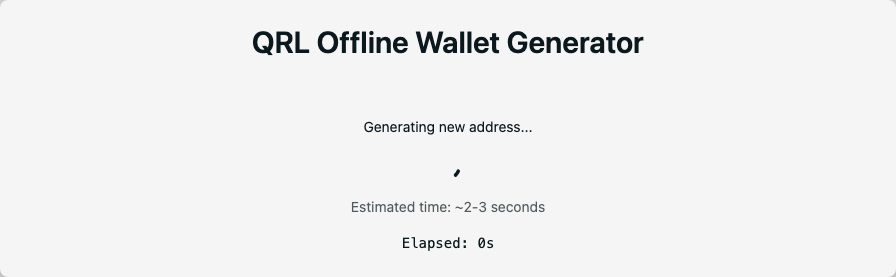 QRL Offline Wallet Generator
Generating new address...
Estimated time: ~2-3 seconds
Elapsed: 0s